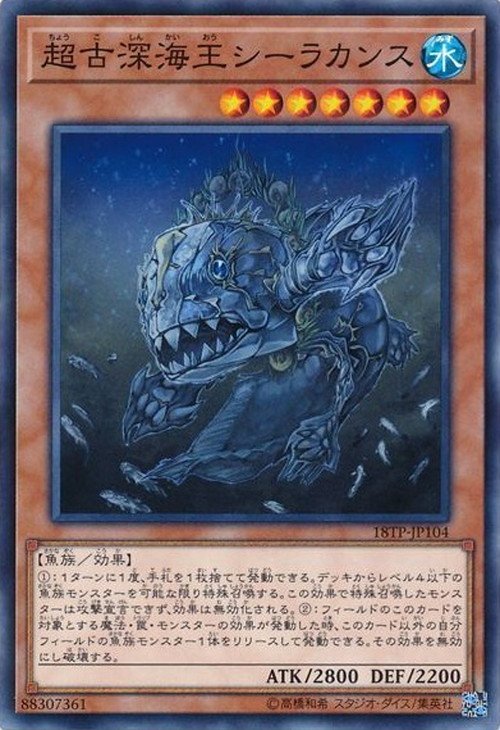 超古深海王シーラカンス
水
18TP-JP104
【魚族／効果】
①：1ターンに1度、手札を1枚捨てて発動できる。デッキからレベル4以下の
魚族モンスターを可能な限り特殊召喚する。この効果で特殊召喚したモンス
ターは攻撃宣言できず、効果は無効化される。②：フィールドのこのカードを
対象とする魔法・罠・モンスターの効果が発動した時、このカード以外の自分
フィールドの魚族モンスター1体をリリースして発動できる。その効果を無効
にし破壊する。
ATK/2800 DEF/2200
88307361
©高橋和希 スタジオ・ダイス/集英社